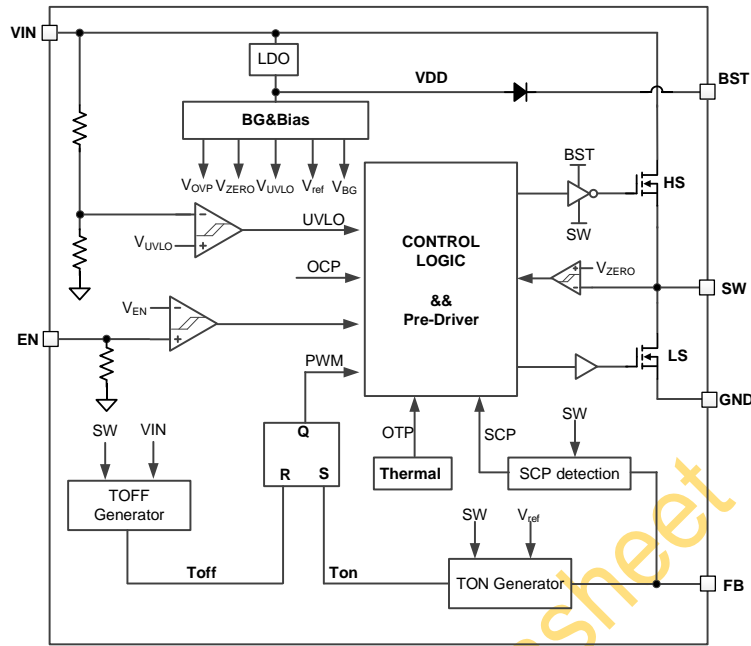 VIN
LDO
VDD
BST
BG&Bias
VOVP VZERO VUVLO Vref VBG
BST
HS
SW
UVLO
VUVLO
CONTROL
LOGIC
&&
Pre-Driver
OCP
VZERO
SW
VEN
EN
LS
PWM
GND
SW VIN
Q
R S
OTP
SCP
SW
Thermal
SCP detection
TOFF
Generator
SW Vref
Toff
Ton
TON Generator
FB
sheet